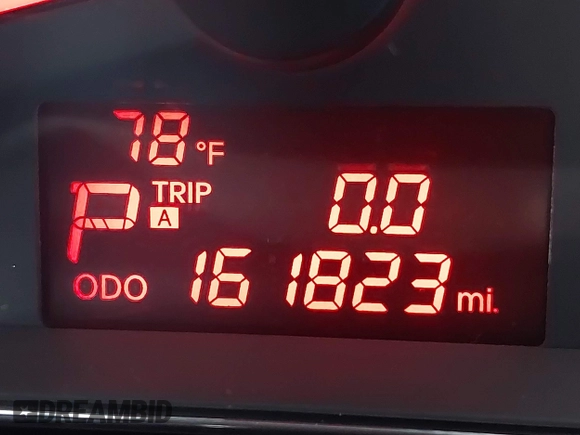 78 °F
P TRIP A 0.0
ODO 161823 mi.
DREAMBID